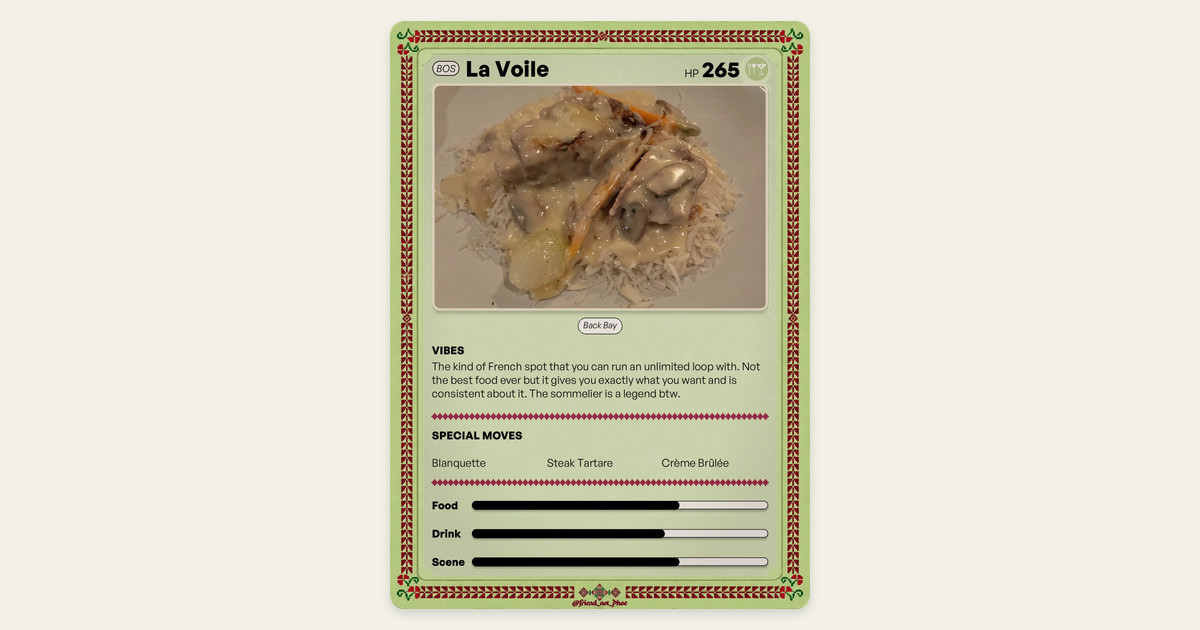 BOS La Voile HP 265
Back Bay
VIBES
The kind of French spot that you can run an unlimited loop with. Not
the best food ever but it gives you exactly what you want and is
consistent about it. The sommelier is a legend btw.
SPECIAL MOVES
Blanquette Steak Tartare Crème Brûlée
Food
Drink
Scene
@friend_not_phoe